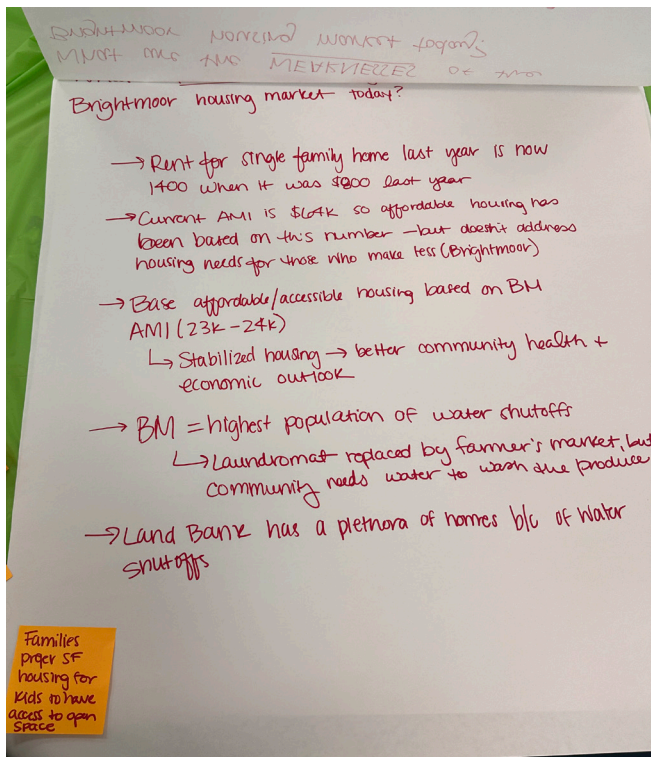 Brightmoor housing market today?
→ Rent for single family home last year is now
1400 when it was $800 last year
→ Current AMI is $64K so affordable housing has
been based on this number – but doesn't address
housing needs for those who make less (Brightmoor)
→ Base affordable/accessible housing based on BM
AMI (23K-24K)
↳ Stabilized housing → better community health +
economic outlook
→ BM = highest population of water shutoffs
↳ Laundromat replaced by farmer's market, but
community needs water to wash the produce
→ Land Bank has a plethora of homes b/c of water
shutoffs
Families
prefer SF
housing for
kids to have
access to open
space